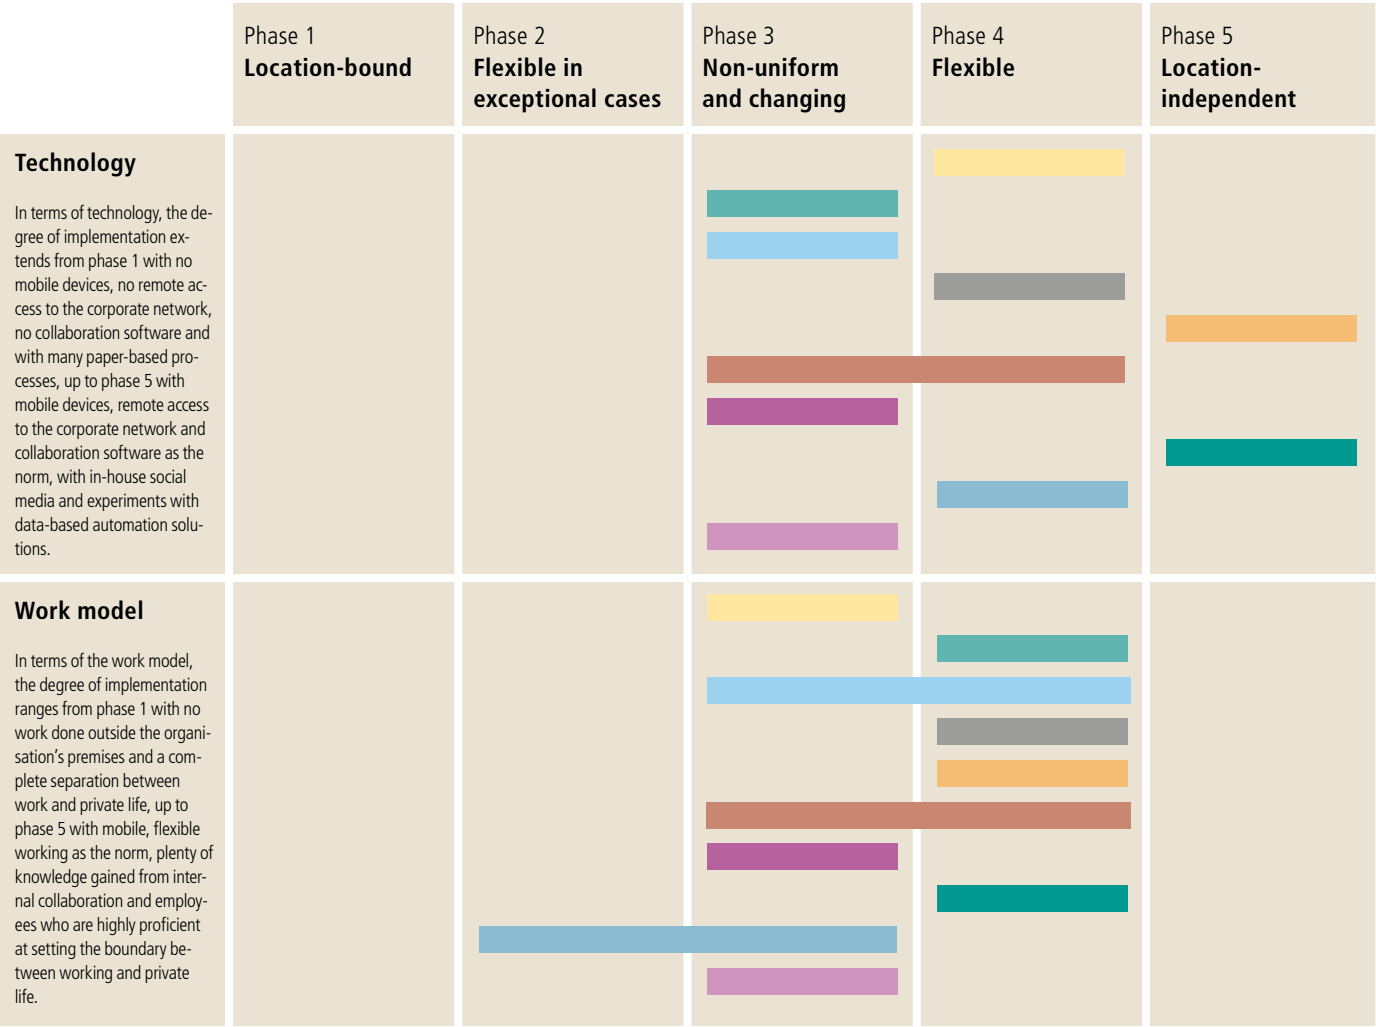 Phase 1
Location-bound
Phase 2
Flexible in
exceptional cases
Phase 3
Non-uniform
and changing
Phase 4
Flexible
Phase 5
Location-
independent
Technology
In terms of technology, the de-
gree of implementation ex-
tends from phase 1 with no
mobile devices, no remote ac-
cess to the corporate network,
no collaboration software and
with many paper-based pro-
cesses, up to phase 5 with
mobile devices, remote access
to the corporate network and
collaboration software as the
norm, with in-house social
media and experiments with
data-based automation solu-
tions.
Work model
In terms of the work model,
the degree of implementation
ranges from phase 1 with no
work done outside the organi-
sation’s premises and a com-
plete separation between
work and private life, up to
phase 5 with mobile, flexible
working as the norm, plenty of
knowledge gained from inter-
nal collaboration and employ-
ees who are highly proficient
at setting the boundary be-
tween working and private
life.